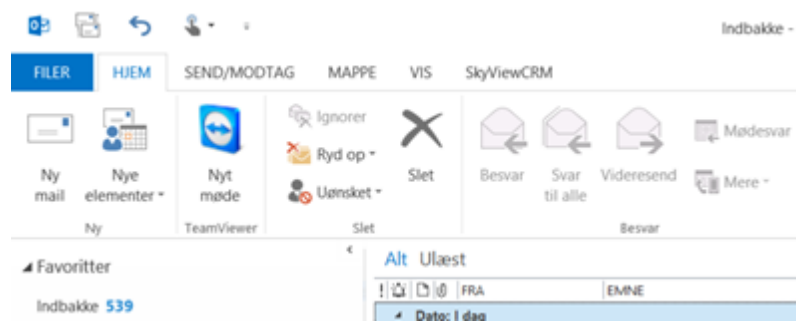 Indbakke -
FILER HJEM SEND/MODTAG MAPPE VIS SkyViewCRM
Ignorer
Ryd op
Uønsket
Ny mail
Nye elementer
Nyt møde
Slet
Besvar
Svar til alle
Videresend
Mødesvar
Mere
Ny TeamViewer Slet Besvar
Favoritter
Alt Ulæst
! FRA EMNE
Indbakke 539
Dato: I dag